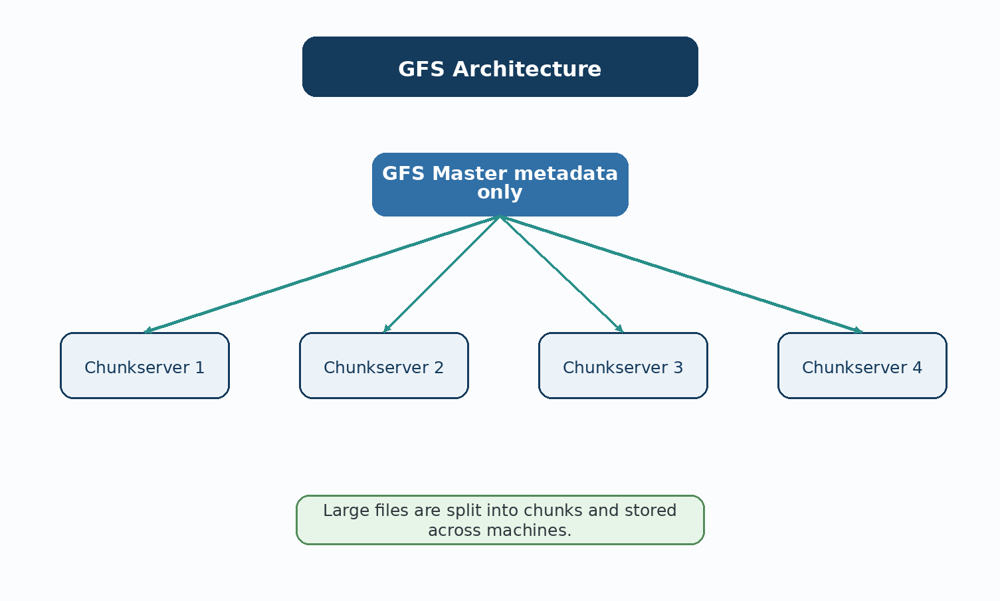 GFS Architecture
GFS Master metadata
only
Chunkserver 1
Chunkserver 2
Chunkserver 3
Chunkserver 4
Large files are split into chunks and stored
across machines.